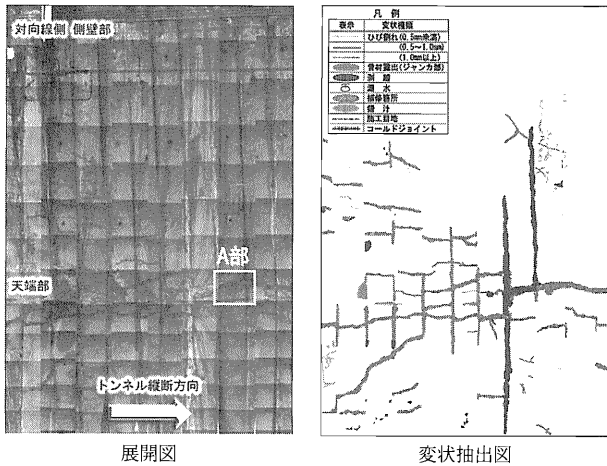 対向線側 側壁部
A部
天端部
トンネル縦断方向
展開図
凡例
表示 変状種類
ひび割れ(0.5mm未満)
(0.5～1.0mm)
(1.0mm以上)
骨材露出(ジャンカ部)
剥離
漏水
補修箇所
錆汁
施工目地
コールドジョイント
変状抽出図